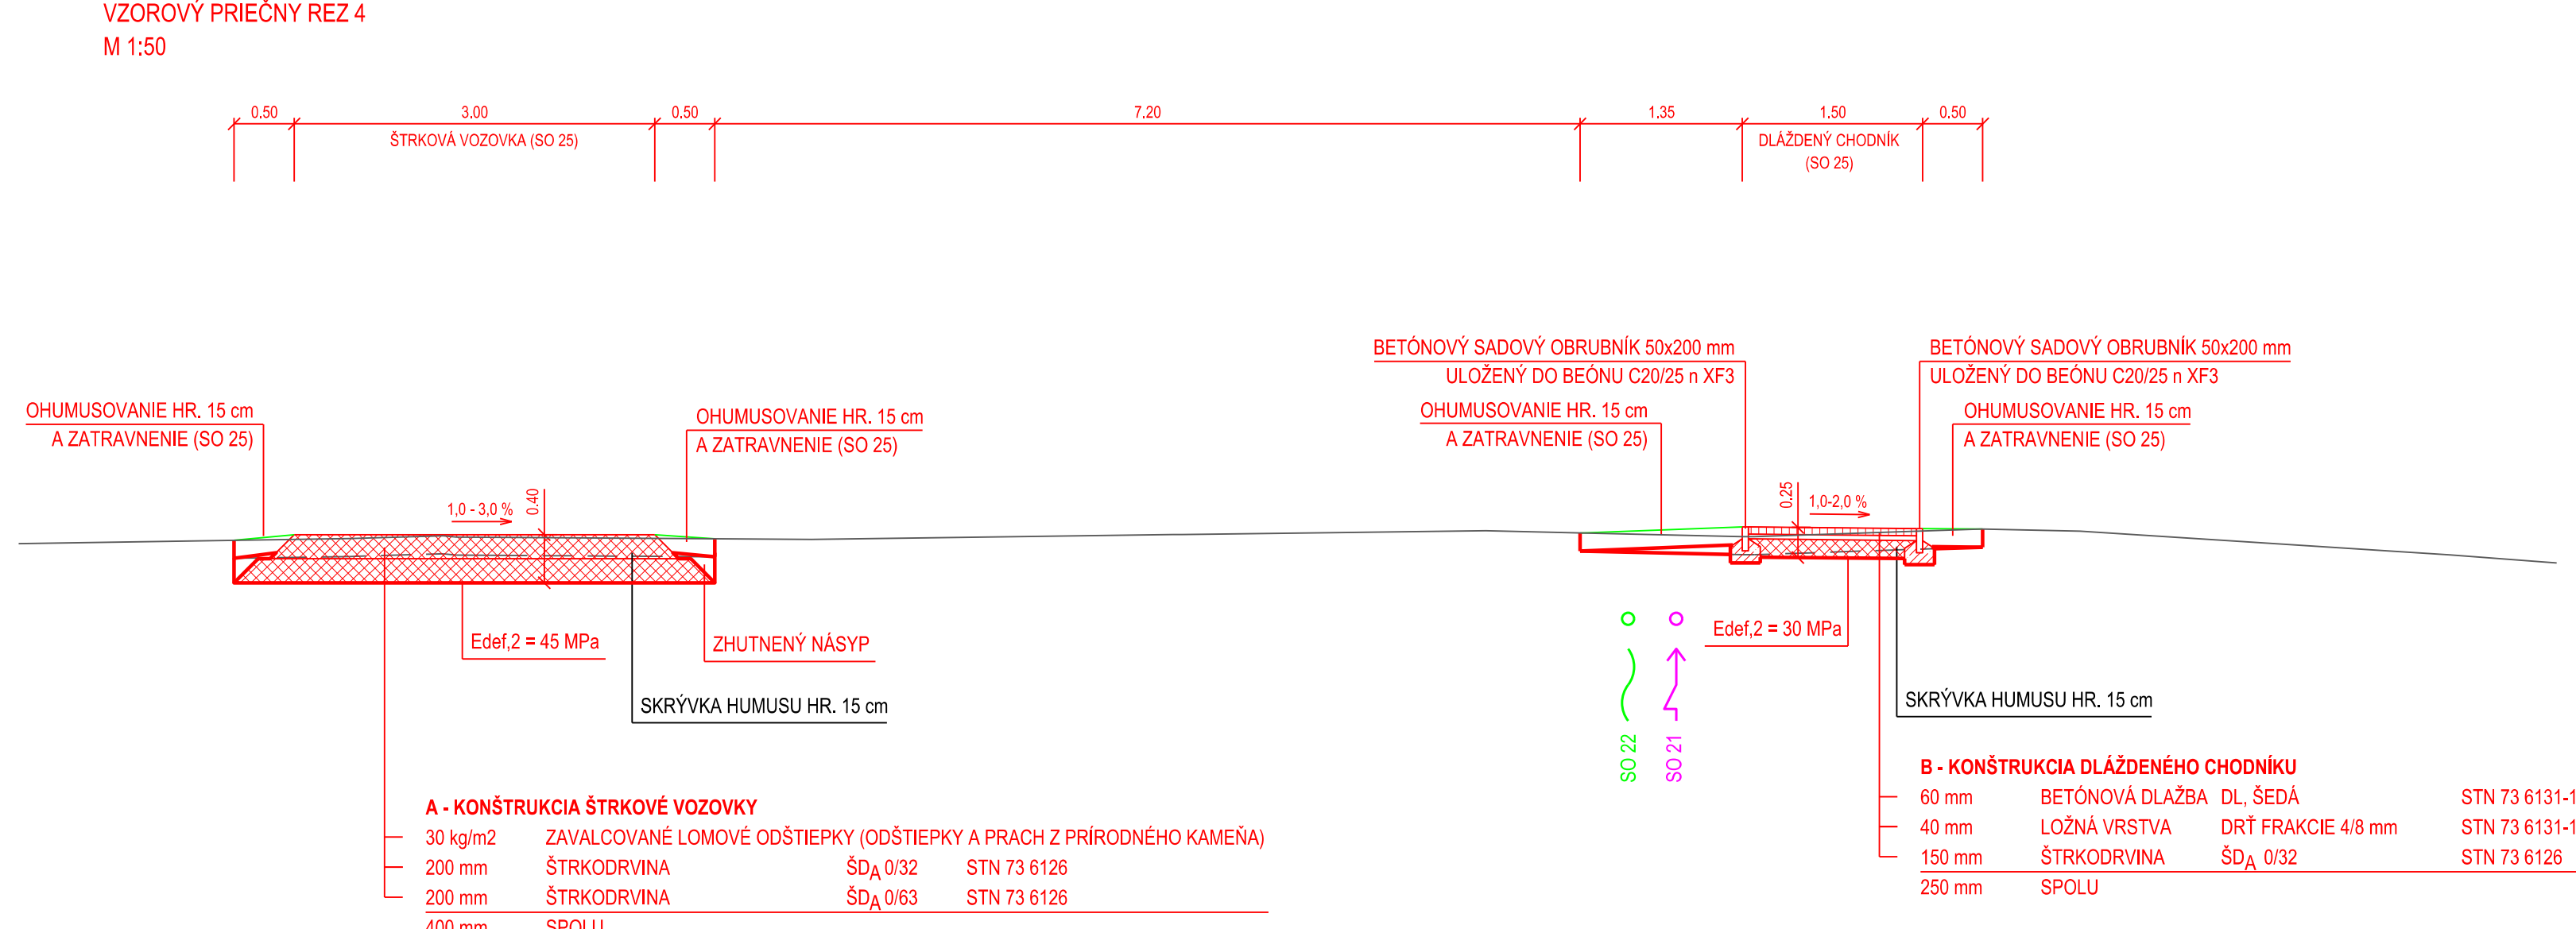 VZOROVÝ PRIEČNY REZ 4
M 1:50
0.50 3.00 0.50 7.20 1.35 1.50 0.50
ŠTRKOVÁ VOZOVKA (SO 25)
DLÁŽDENÝ CHODNÍK
(SO 25)
BETÓNOVÝ SADOVÝ OBRUBNÍK 50x200 mm
ULOŽENÝ DO BEÓNU C20/25 n XF3
BETÓNOVÝ SADOVÝ OBRUBNÍK 50x200 mm
ULOŽENÝ DO BEÓNU C20/25 n XF3
OHUMUSOVANIE HR. 15 cm
A ZATRAVNENIE (SO 25)
OHUMUSOVANIE HR. 15 cm
A ZATRAVNENIE (SO 25)
OHUMUSOVANIE HR. 15 cm
A ZATRAVNENIE (SO 25)
OHUMUSOVANIE HR. 15 cm
A ZATRAVNENIE (SO 25)
1,0 - 3,0 %
0.40
0.25
1,0-2,0 %
Edef,2 = 45 MPa
ZHUTNENÝ NÁSYP
SKRÝVKA HUMUSU HR. 15 cm
Edef,2 = 30 MPa
SKRÝVKA HUMUSU HR. 15 cm
SO 22
SO 21
A - KONŠTRUKCIA ŠTRKOVÉ VOZOVKY
30 kg/m2 ZAVALCOVANÉ LOMOVÉ ODŠTIEPKY (ODŠTIEPKY A PRACH Z PRÍRODNÉHO KAMEŇA)
200 mm ŠTRKODRVINA ŠDA 0/32 STN 73 6126
200 mm ŠTRKODRVINA ŠDA 0/63 STN 73 6126
400 mm SPOLU
B - KONŠTRUKCIA DLÁŽDENÉHO CHODNÍKU
60 mm BETÓNOVÁ DLAŽBA DL, ŠEDÁ STN 73 6131-1
40 mm LOŽNÁ VRSTVA DRŤ FRAKCIE 4/8 mm STN 73 6131-1
150 mm ŠTRKODRVINA ŠDA 0/32 STN 73 6126
250 mm SPOLU